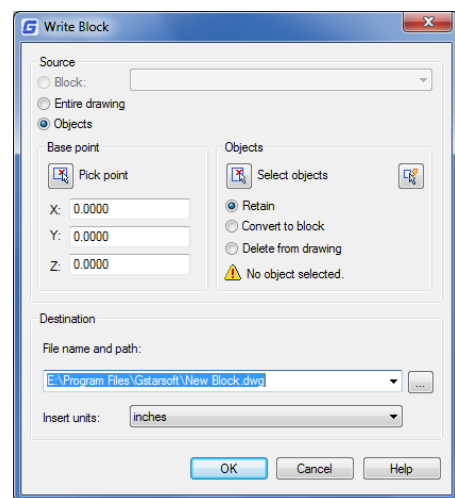 Write Block
Source
Block:
Entire drawing
Objects
Base point
Pick point
X: 0.0000
Y: 0.0000
Z: 0.0000
Objects
Select objects
Retain
Convert to block
Delete from drawing
No object selected.
Destination
File name and path:
E:\Program Files\Gstarsoft\New Block.dwg
...
Insert units: inches
OK Cancel Help